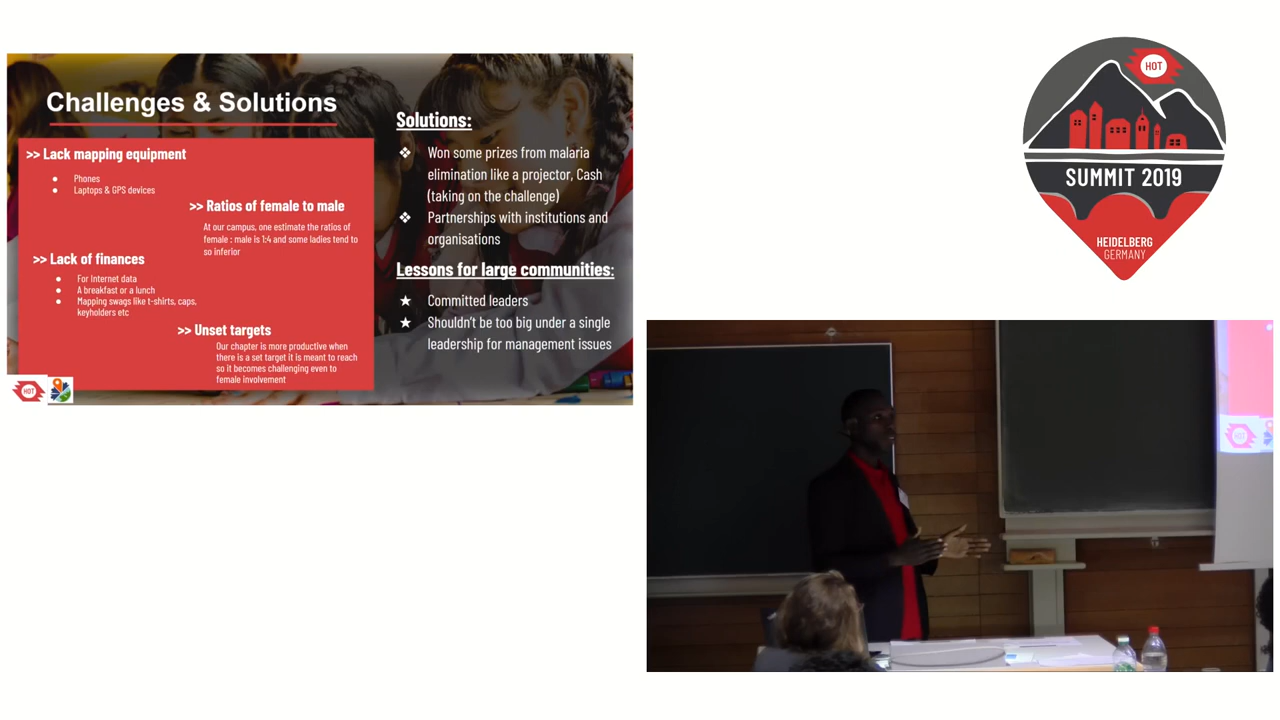 Challenges & Solutions
>> Lack mapping equipment
● Phones
● Laptops & GPS devices
>> Ratios of female to male
At our campus, one estimate the ratios of
female : male is 1:4 and some ladies tend to
so inferior
>> Lack of finances
● For Internet data
● A breakfast or a lunch
● Mapping swags like t-shirts, caps,
keyholders etc
>> Unset targets
Our chapter is more productive when
there is a set target it is meant to reach
so it becomes challenging even to
female involvement
HOT
Solutions:
❖ Won some prizes from malaria
elimination like a projector, Cash
(taking on the challenge)
❖ Partnerships with institutions and
organisations
Lessons for large communities:
★ Committed leaders
★ Shouldn't be too big under a single
leadership for management issues
HOT
SUMMIT 2019
HEIDELBERG
GERMANY
HOT